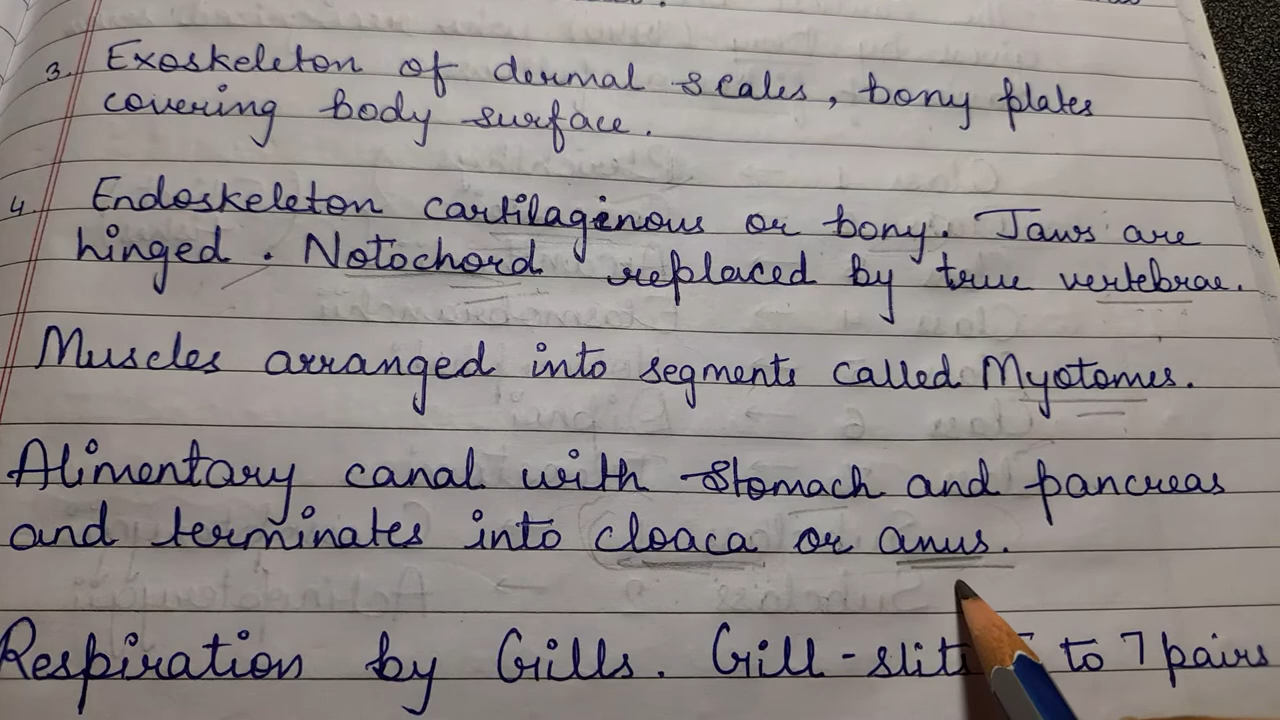 3. Exoskeleton of dermal scales, bony plates
covering body surface.
4. Endoskeleton cartilagenous or bony. Jaws are
hinged. Notochord replaced by true vertebrae.
Muscles arranged into segments called Myotomes.
Alimentary canal with stomach and pancreas
and terminates into cloaca or anus.
Respiration by Gills. Gill-slits to 7 pairs